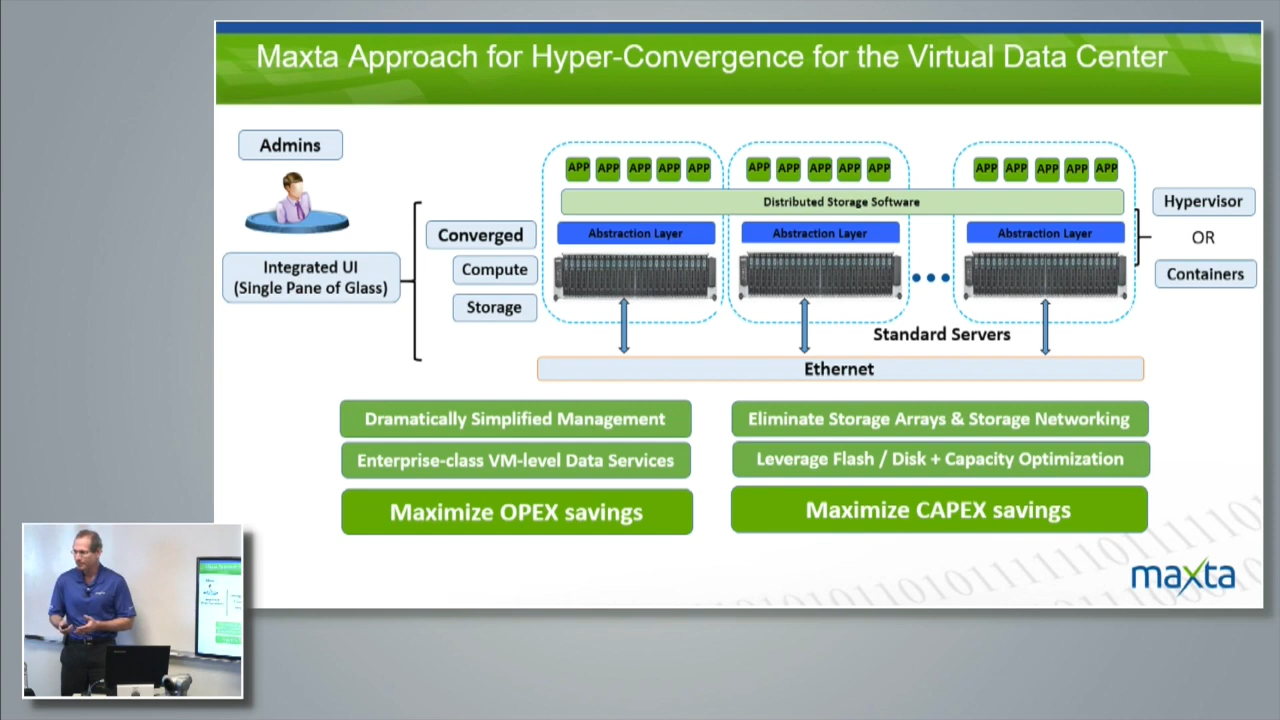 Maxta Approach for Hyper-Convergence for the Virtual Data Center
Admins
Integrated UI
(Single Pane of Glass)
Converged
Compute
Storage
APP APP APP APP APP
APP APP APP APP APP
APP APP APP APP APP
Distributed Storage Software
Abstraction Layer
Abstraction Layer
Abstraction Layer
Hypervisor
OR
Containers
Standard Servers
Ethernet
Dramatically Simplified Management
Enterprise-class VM-level Data Services
Maximize OPEX savings
Eliminate Storage Arrays & Storage Networking
Leverage Flash / Disk + Capacity Optimization
Maximize CAPEX savings
maxta